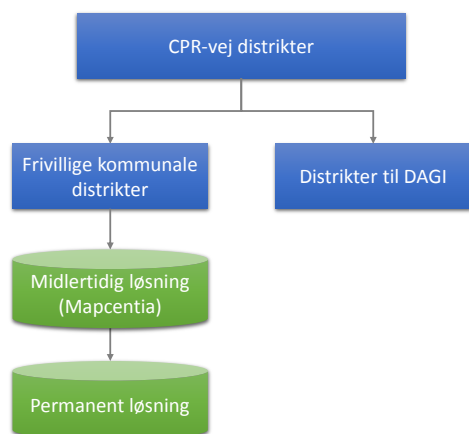 CPR-vej distrikter
Frivillige kommunale
distrikter
Distrikter til DAGI
Midlertidig løsning
(Mapcentia)
Permanent løsning